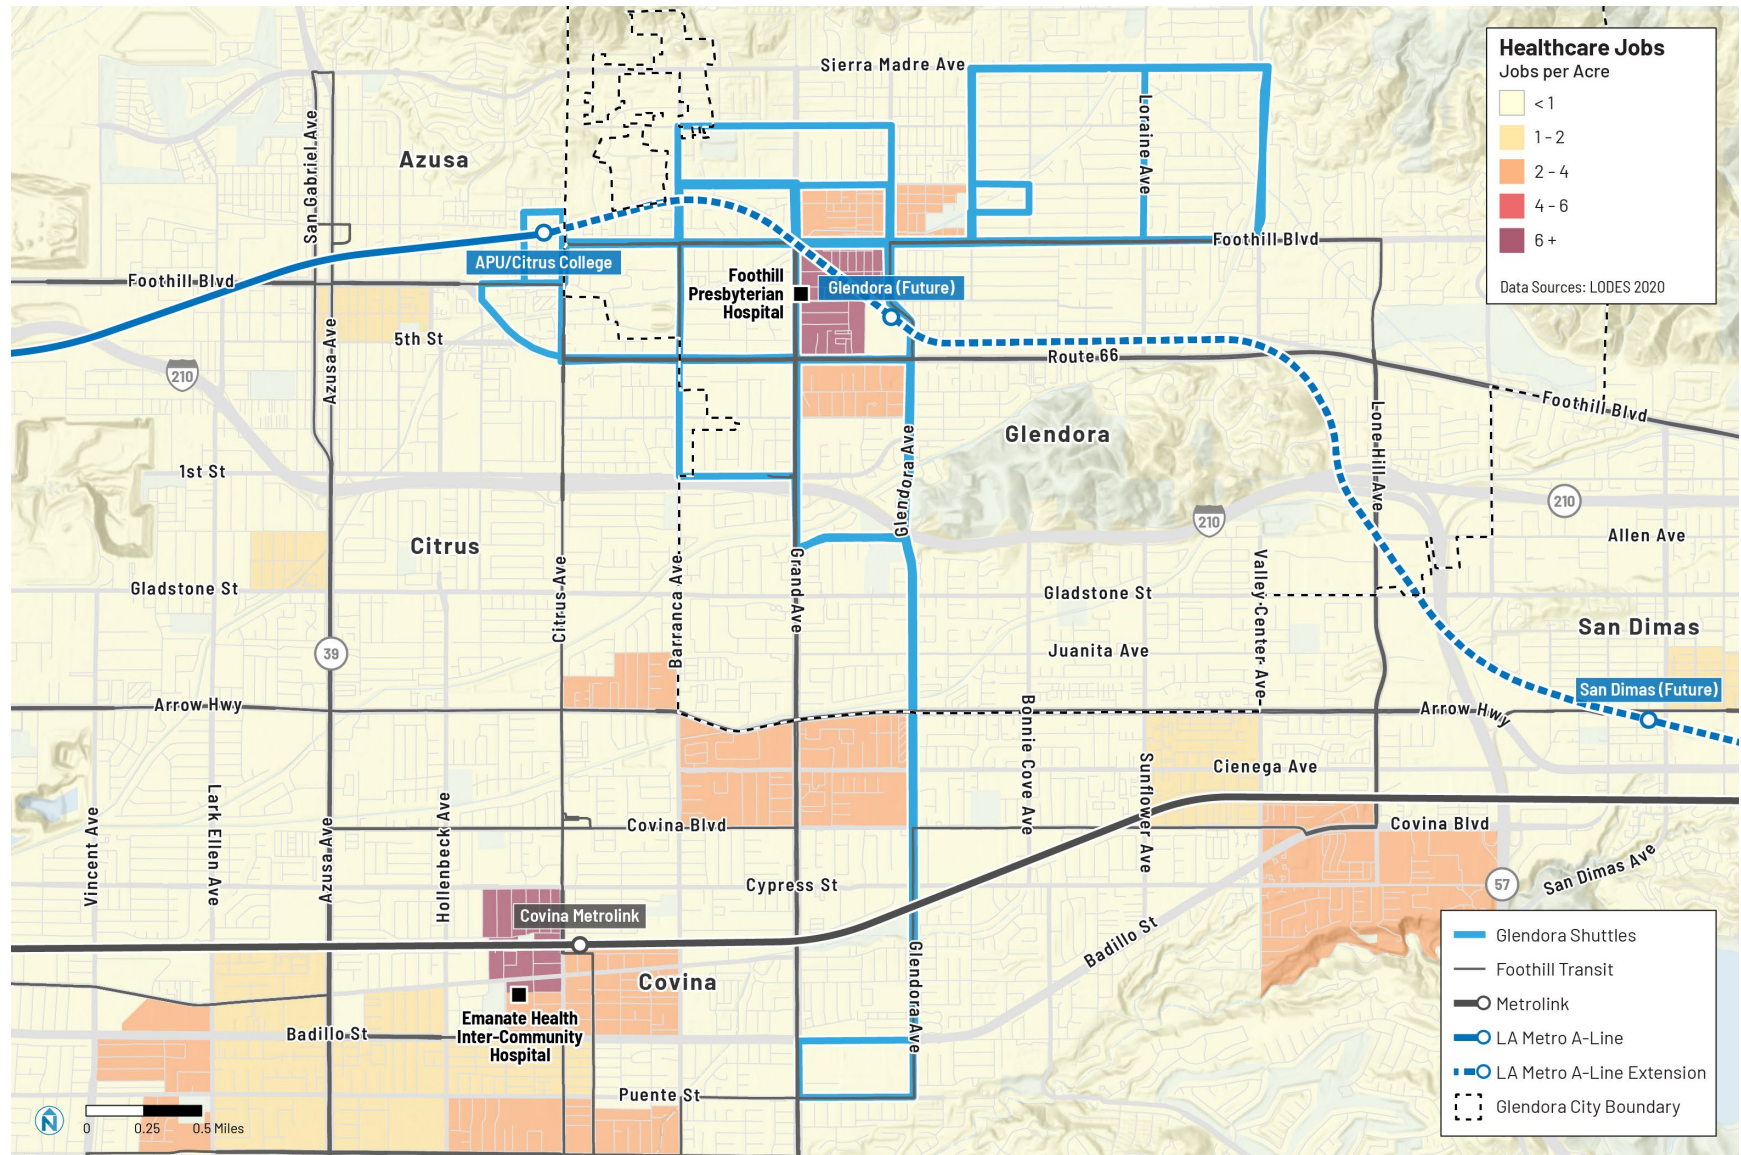 Healthcare Jobs
Jobs per Acre
< 1
1 - 2
2 - 4
4 - 6
6 +
Data Sources: LODES 2020
Sierra Madre Ave
San Gabriel Ave
Azusa
Loraine Ave
Foothill Blvd
APU/Citrus College
Foothill Blvd
Foothill
Presbyterian
Hospital
Glendora (Future)
Azusa Ave
5th St
Route 66
210
Foothill Blvd
Lone Hill Ave
Glendora
Glendora Ave
1st St
210
210
Allen Ave
Citrus
Gladstone St
Citrus Ave
Barranca Ave
Grand Ave
Gladstone St
Valley Center Ave
San Dimas
39
Juanita Ave
San Dimas (Future)
Arrow Hwy
Arrow Hwy
Bonnie Cove Ave
Sunflower Ave
Cienega Ave
Vincent Ave
Lark Ellen Ave
Azusa Ave
Hollenbeck Ave
Covina Blvd
Covina Blvd
Cypress St
San Dimas Ave
57
Covina Metrolink
Badillo St
Glendora Ave
Covina
Emanate Health
Inter-Community
Hospital
Badillo St
Puente St
Glendora Shuttles
Foothill Transit
Metrolink
LA Metro A-Line
LA Metro A-Line Extension
Glendora City Boundary
N
0 0.25 0.5 Miles